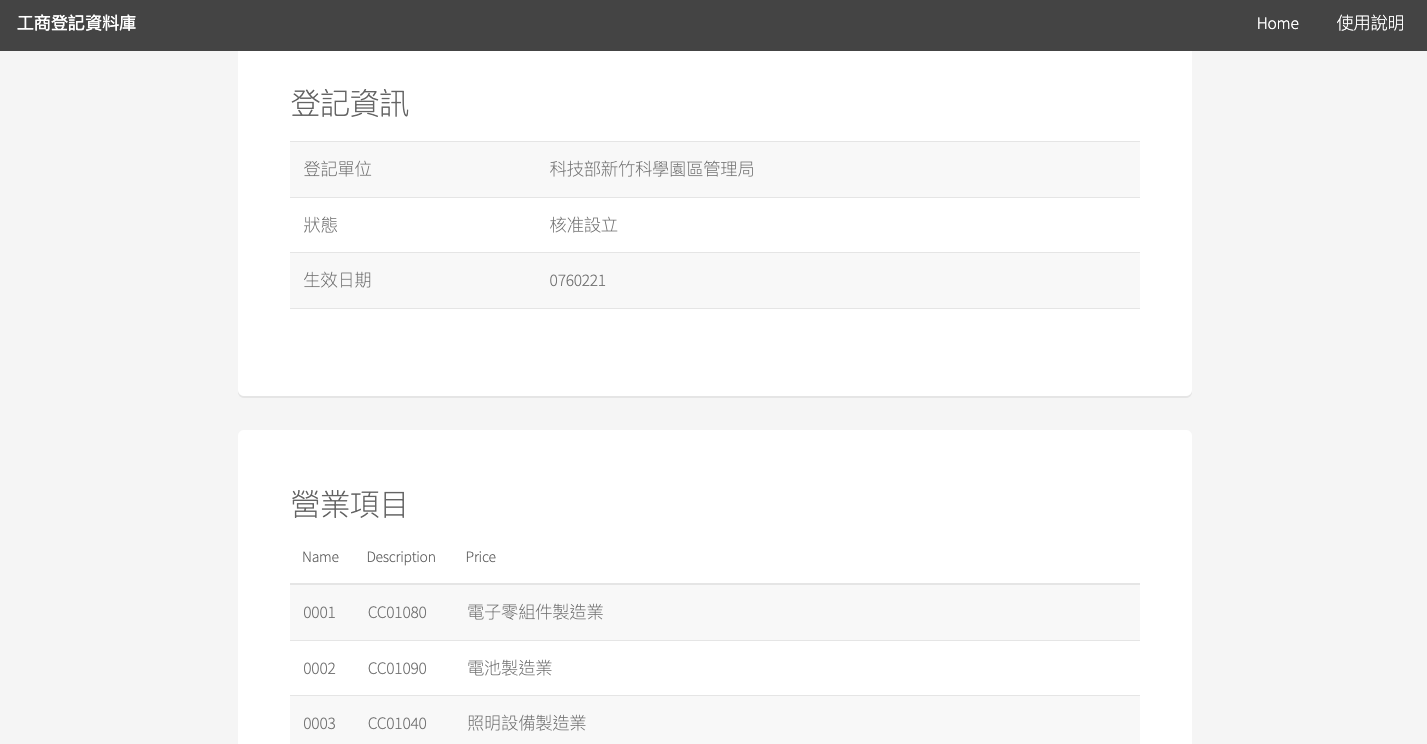 工商登記資料庫 Home 使用說明
登記資訊
登記單位 科技部新竹科學園區管理局
狀態 核准設立
生效日期 0760221
營業項目
Name Description Price
0001 CC01080 電子零組件製造業
0002 CC01090 電池製造業
0003 CC01040 照明設備製造業